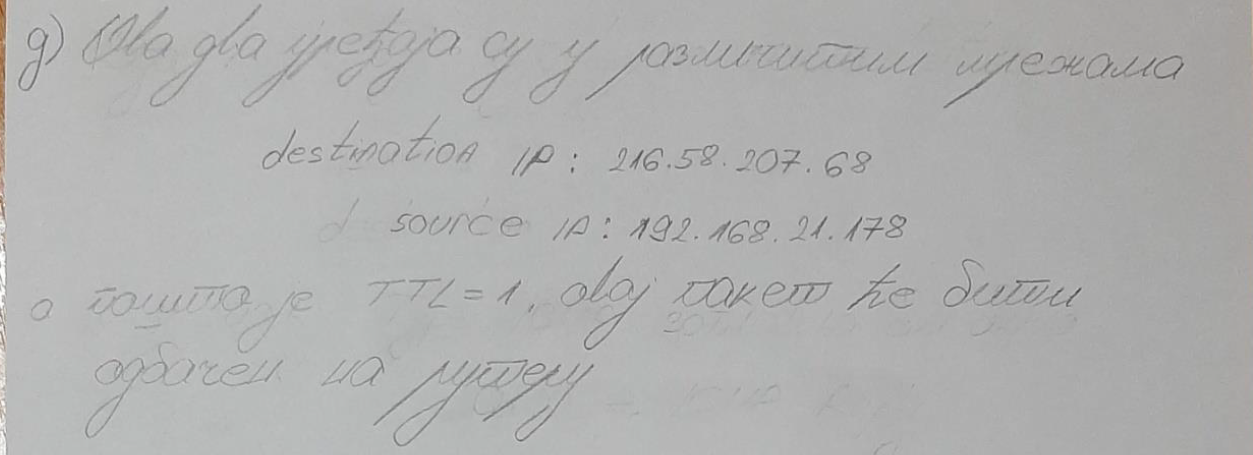 д) Ова два уређаја су у различитим мрежама
destination IP: 216.58.207.68
source IP: 192.168.21.178
а пошто је TTL=1, овај пакет ће бити
одбачен на рутеру